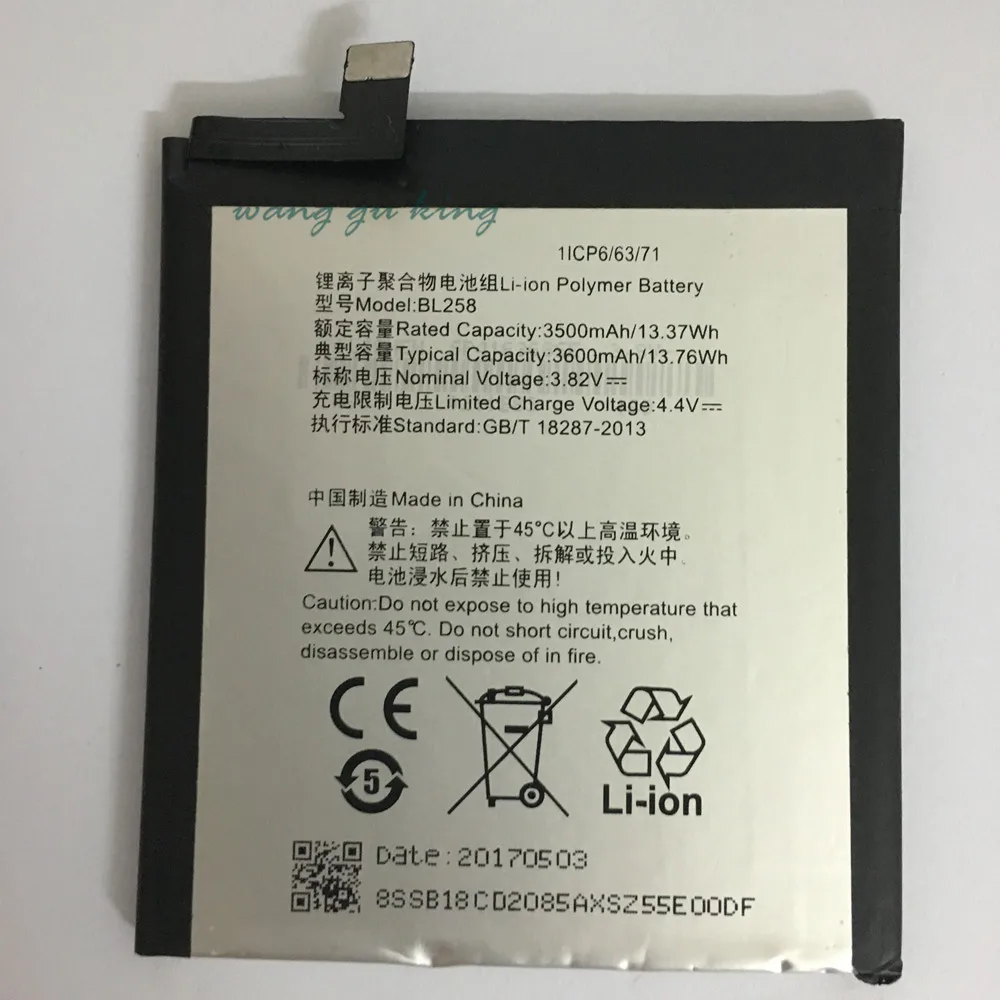 wang gu king
1ICP6/63/71
锂离子聚合物电池组Li-ion Polymer Battery
型号Model:BL258
额定容量Rated Capacity:3500mAh/13.37Wh
典型容量Typical Capacity:3600mAh/13.76Wh
标称电压Nominal Voltage:3.82V⎓
充电限制电压Limited Charge Voltage:4.4V⎓
执行标准Standard:GB/T 18287-2013
中国制造Made in China
警告：禁止置于45℃以上高温环境。
禁止短路、挤压、拆解或投入火中.
电池浸水后禁止使用!
Caution:Do not expose to high temperature that
exceeds 45℃. Do not short circuit,crush,
disassemble or dispose of in fire.
CE
5
Li-ion
Date:20170503
8SSB18CD2085AXSZ55E00DF